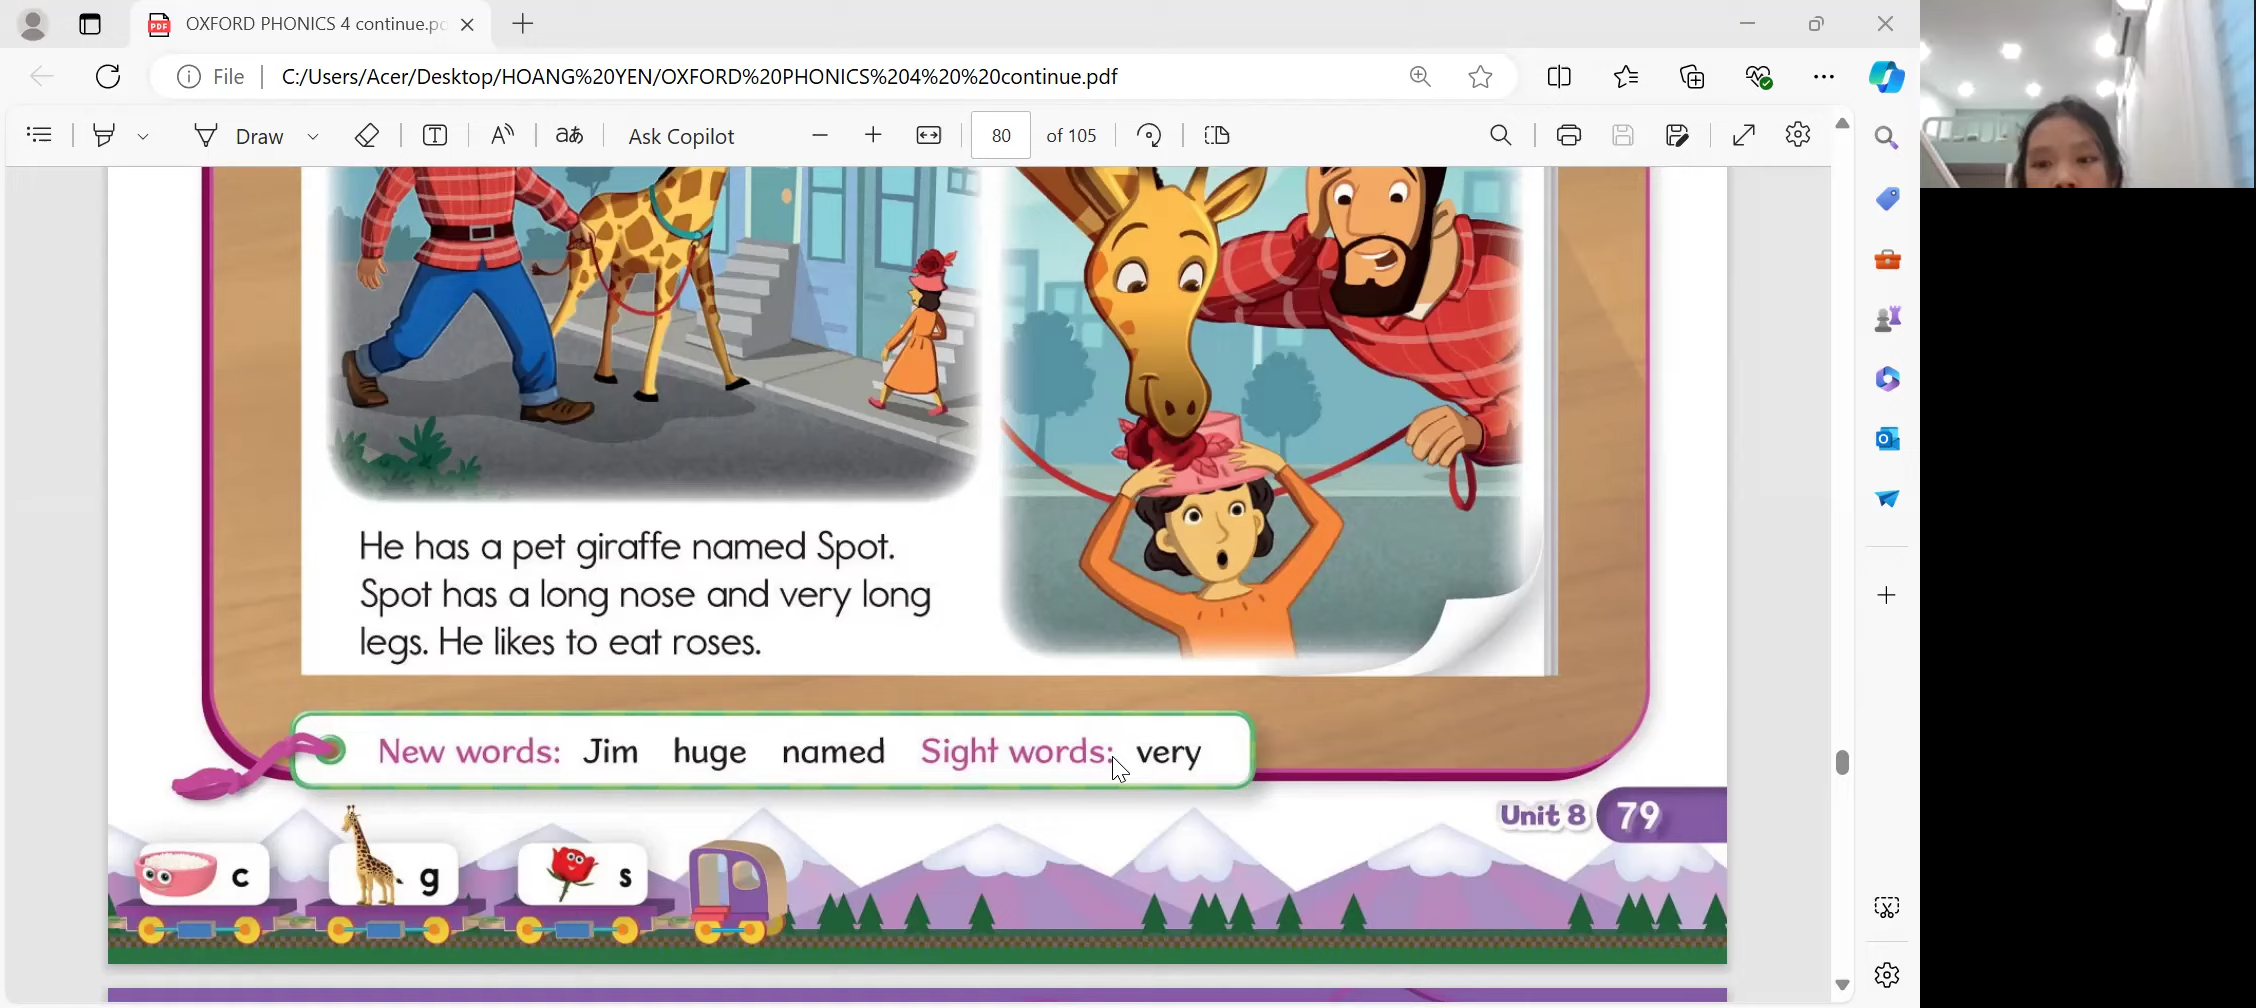 OXFORD PHONICS 4 continue.pd
File
C:/Users/Acer/Desktop/HOANG%20YEN/OXFORD%20PHONICS%204%20%20continue.pdf
Draw
Ask Copilot
80 of 105
He has a pet giraffe named Spot.
Spot has a long nose and very long
legs. He likes to eat roses.
New words: Jim huge named Sight words: very
Unit 8 79
c g s